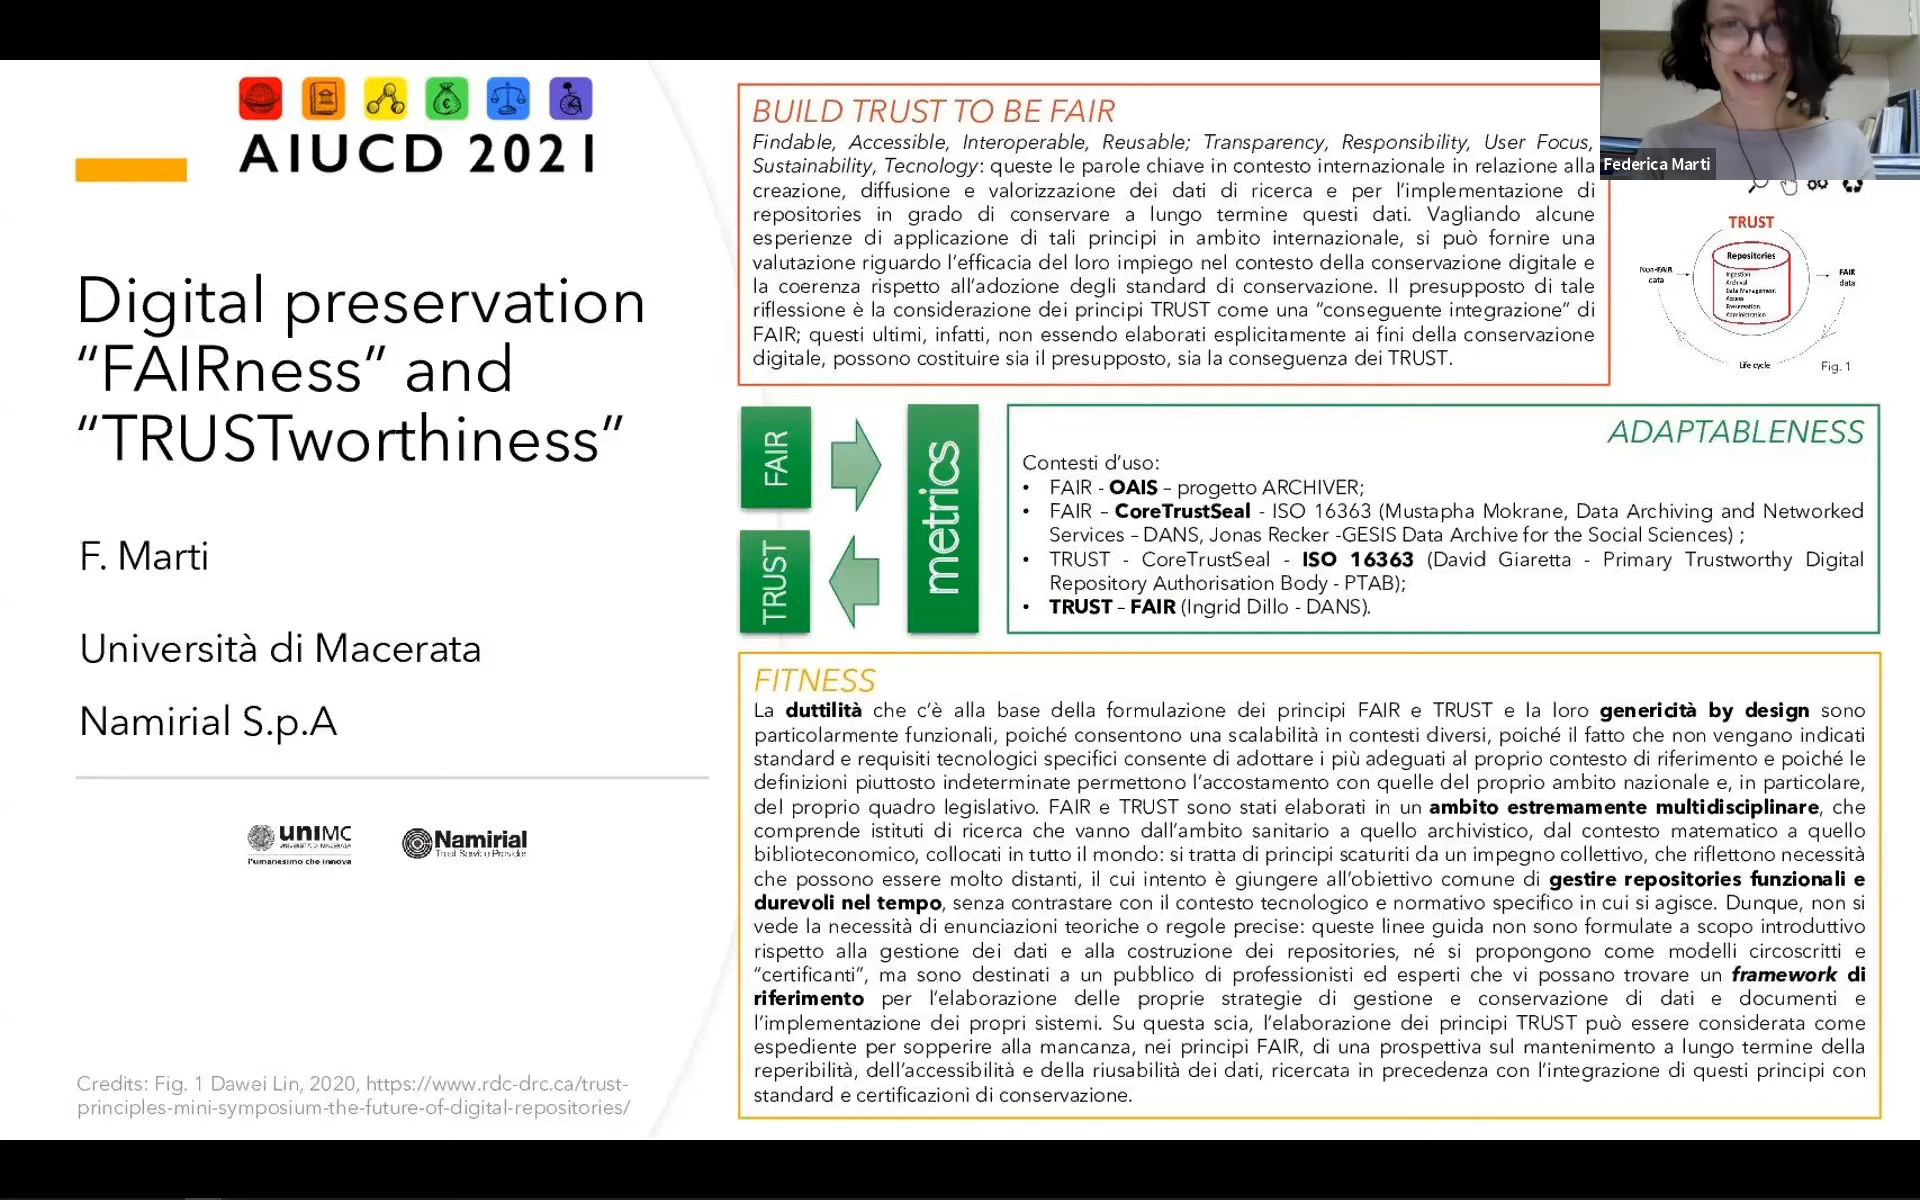 AIUCD 2021
Digital preservation
“FAIRness” and
“TRUSTworthiness”
F. Marti
Università di Macerata
Namirial S.p.A
uniMC
UNIVERSITÀ DI MACERATA
l'umanesimo che innova
Namirial
Trust Service Provider
Credits: Fig. 1 Dawei Lin, 2020, https://www.rdc-drc.ca/trust-
principles-mini-symposium-the-future-of-digital-repositories/
BUILD TRUST TO BE FAIR
Findable, Accessible, Interoperable, Reusable; Transparency, Responsibility, User Focus,
Sustainability, Tecnology: queste le parole chiave in contesto internazionale in relazione alla
creazione, diffusione e valorizzazione dei dati di ricerca e per l’implementazione di
repositories in grado di conservare a lungo termine questi dati. Vagliando alcune
esperienze di applicazione di tali principi in ambito internazionale, si può fornire una
valutazione riguardo l’efficacia del loro impiego nel contesto della conservazione digitale e
la coerenza rispetto all’adozione degli standard di conservazione. Il presupposto di tale
riflessione è la considerazione dei principi TRUST come una “conseguente integrazione” di
FAIR; questi ultimi, infatti, non essendo elaborati esplicitamente ai fini della conservazione
digitale, possono costituire sia il presupposto, sia la conseguenza dei TRUST.
Federica Marti
TRUST
Repositories
Ingestion
Archival
Data Management
Access
Preservation
Administration
Non-FAIR
data
FAIR
data
Life cycle
Fig. 1
FAIR
TRUST
metrics
ADAPTABLENESS
Contesti d’uso:
• FAIR - OAIS – progetto ARCHIVER;
• FAIR – CoreTrustSeal - ISO 16363 (Mustapha Mokrane, Data Archiving and Networked
Services – DANS, Jonas Recker -GESIS Data Archive for the Social Sciences) ;
• TRUST - CoreTrustSeal - ISO 16363 (David Giaretta - Primary Trustworthy Digital
Repository Authorisation Body - PTAB);
• TRUST – FAIR (Ingrid Dillo - DANS).
FITNESS
La duttilità che c’è alla base della formulazione dei principi FAIR e TRUST e la loro genericità by design sono
particolarmente funzionali, poiché consentono una scalabilità in contesti diversi, poiché il fatto che non vengano indicati
standard e requisiti tecnologici specifici consente di adottare i più adeguati al proprio contesto di riferimento e poiché le
definizioni piuttosto indeterminate permettono l’accostamento con quelle del proprio ambito nazionale e, in particolare,
del proprio quadro legislativo. FAIR e TRUST sono stati elaborati in un ambito estremamente multidisciplinare, che
comprende istituti di ricerca che vanno dall’ambito sanitario a quello archivistico, dal contesto matematico a quello
biblioteconomico, collocati in tutto il mondo: si tratta di principi scaturiti da un impegno collettivo, che riflettono necessità
che possono essere molto distanti, il cui intento è giungere all’obiettivo comune di gestire repositories funzionali e
durevoli nel tempo, senza contrastare con il contesto tecnologico e normativo specifico in cui si agisce. Dunque, non si
vede la necessità di enunciazioni teoriche o regole precise: queste linee guida non sono formulate a scopo introduttivo
rispetto alla gestione dei dati e alla costruzione dei repositories, né si propongono come modelli circoscritti e
“certificanti”, ma sono destinati a un pubblico di professionisti ed esperti che vi possano trovare un framework di
riferimento per l’elaborazione delle proprie strategie di gestione e conservazione di dati e documenti e
l’implementazione dei propri sistemi. Su questa scia, l’elaborazione dei principi TRUST può essere considerata come
espediente per sopperire alla mancanza, nei principi FAIR, di una prospettiva sul mantenimento a lungo termine della
reperibilità, dell’accessibilità e della riusabilità dei dati, ricercata in precedenza con l’integrazione di questi principi con
standard e certificazioni di conservazione.